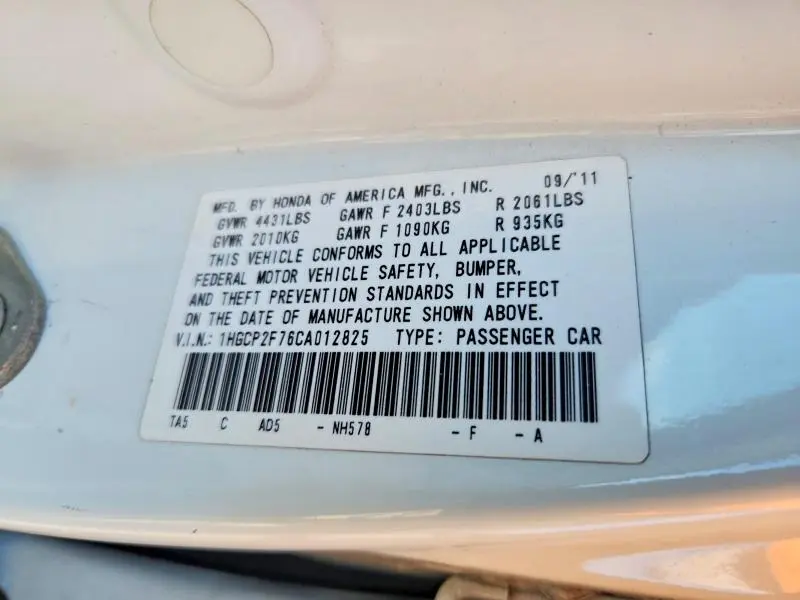 MFD. BY HONDA OF AMERICA MFG., INC. 09/'11
GVWR 4431LBS GAWR F 2403LBS R 2061LBS
GVWR 2010KG GAWR F 1090KG R 935KG
THIS VEHICLE CONFORMS TO ALL APPLICABLE
FEDERAL MOTOR VEHICLE SAFETY, BUMPER,
AND THEFT PREVENTION STANDARDS IN EFFECT
ON THE DATE OF MANUFACTURE SHOWN ABOVE.
V.I.N.: 1HGCP2F76CA012825 TYPE: PASSENGER CAR
TA5 C AD5 - NH578 - F - A